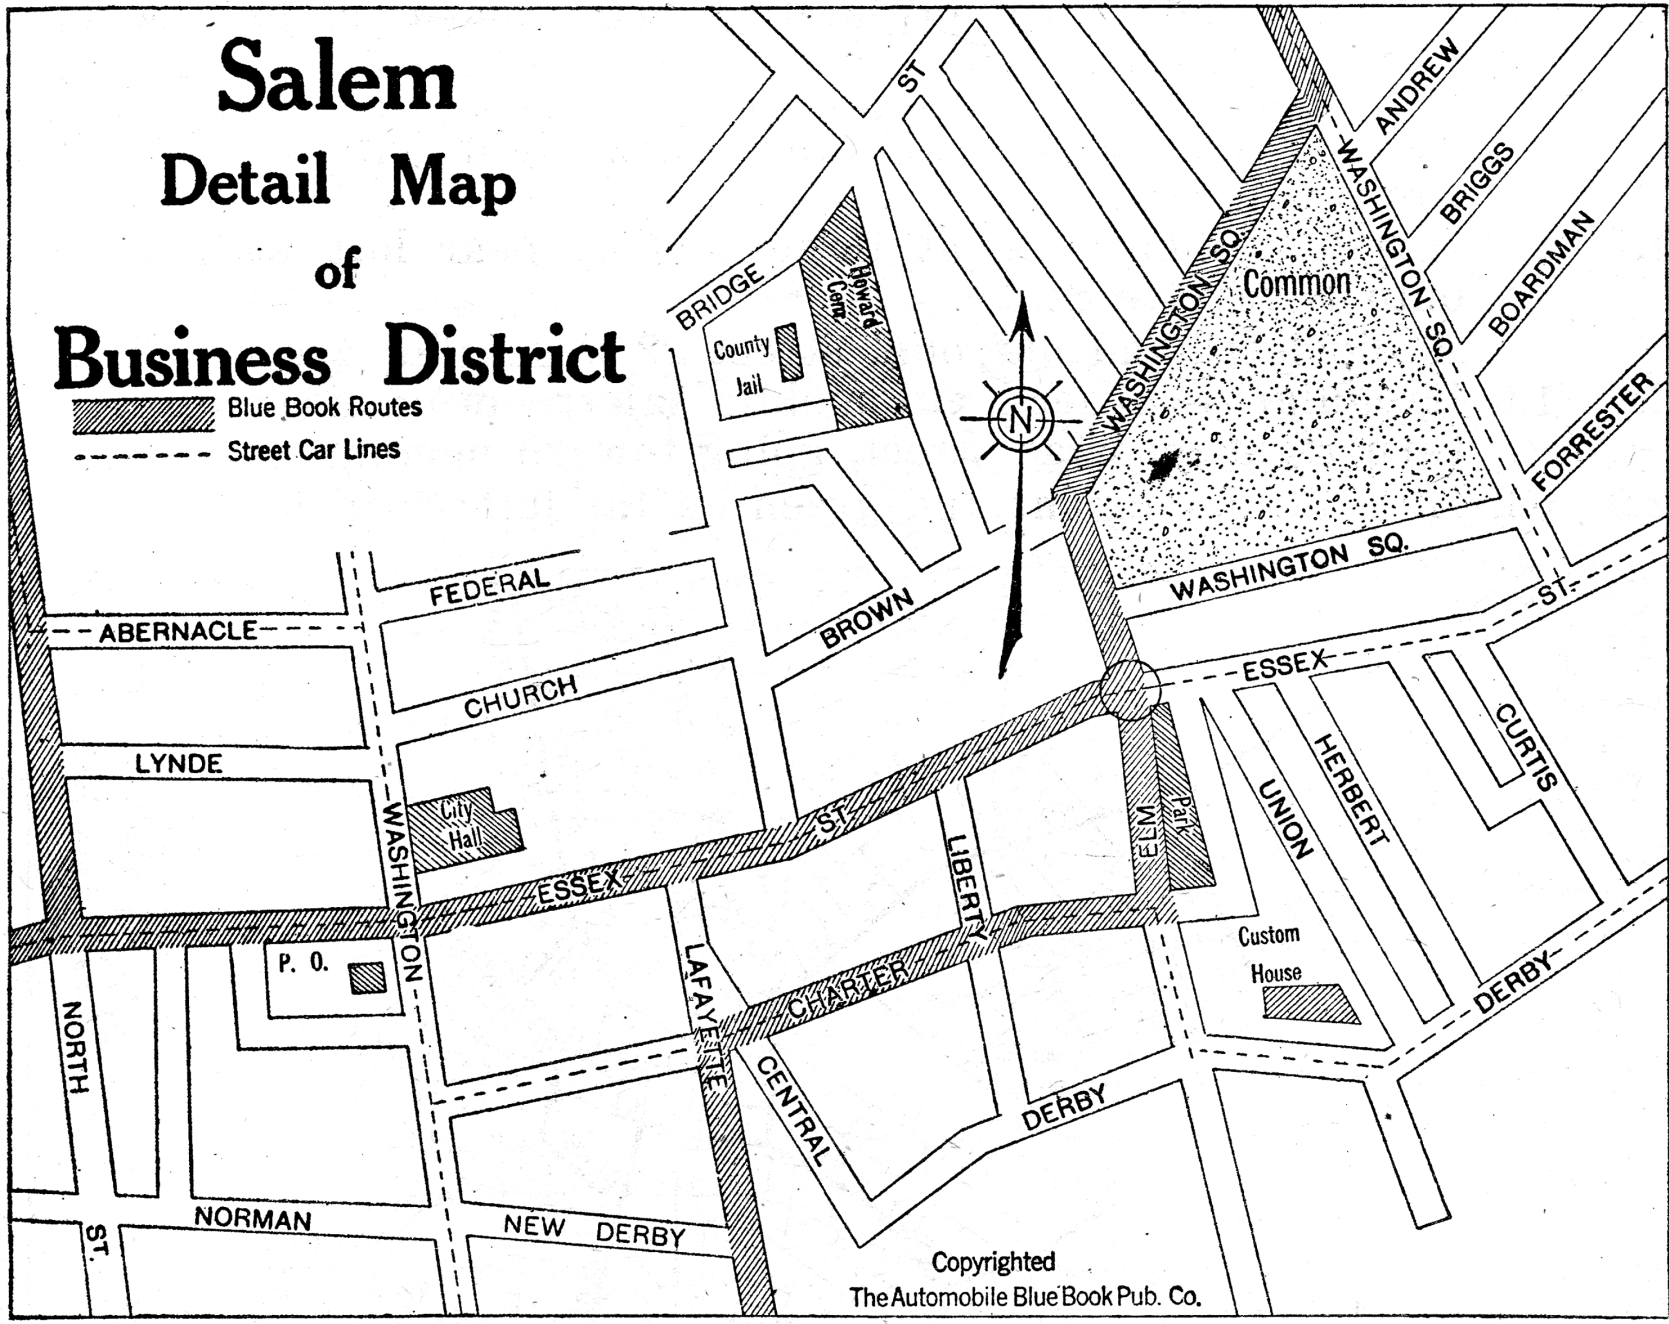 Salem
Detail Map
of
Business District
Blue Book Routes
Street Car Lines
ST
ANDREW
BRIGGS
BOARDMAN
FORRESTER
WASHINGTON SQ.
WASHINGTON SQ.
Common
WASHINGTON SQ.
BRIDGE
Howard
Cem
County
Jail
N
FEDERAL
ABERNACLE
BROWN
CHURCH
LYNDE
ESSEX
ST.
CURTIS
HERBERT
UNION
City
Hall
WASHINGTON
ESSEX
ST
LIBERTY
ELM
Park
P. O.
LAFAYETTE
CHARTER
Custom
House
DERBY
NORTH
ST.
CENTRAL
DERBY
NORMAN
NEW DERBY
Copyrighted
The Automobile Blue Book Pub. Co.